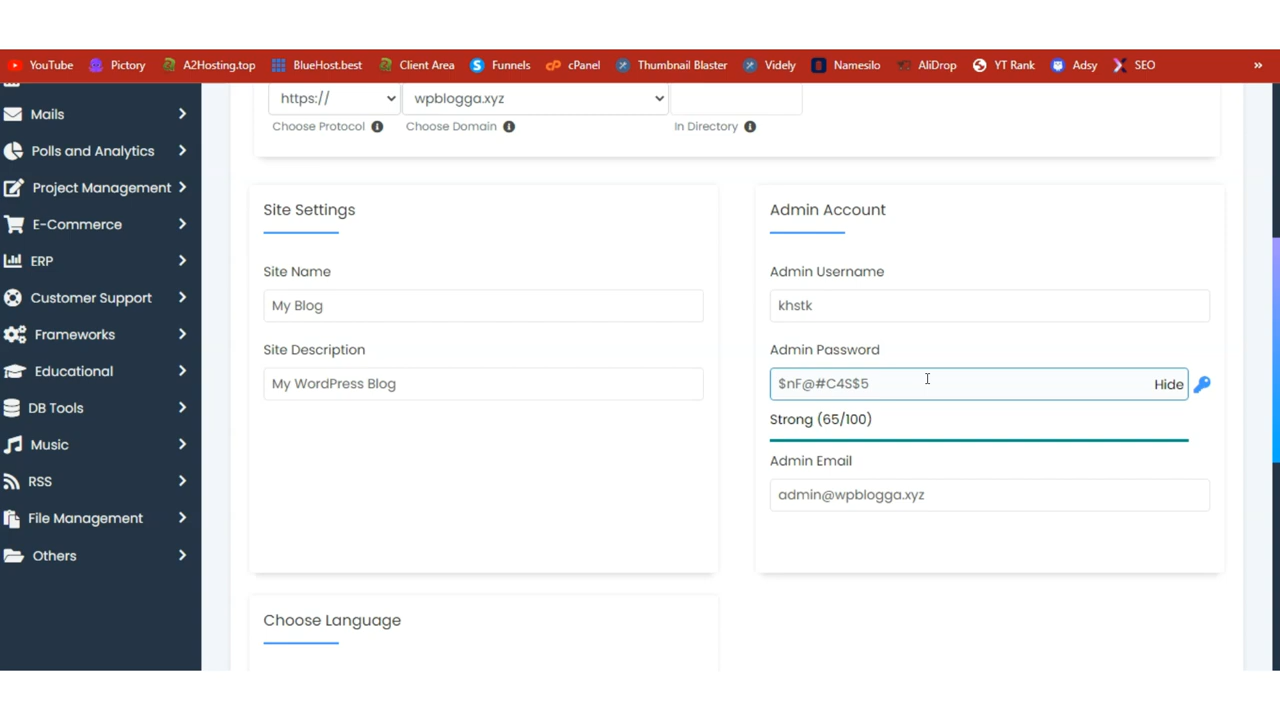 YouTube Pictory A2Hosting.top BlueHost.best Client Area Funnels cPanel Thumbnail Blaster Videly Namesilo AliDrop YT Rank Adsy SEO »
https:// wpblogga.xyz
Choose Protocol Choose Domain In Directory
Mails
Polls and Analytics
Project Management
E-Commerce
ERP
Customer Support
Frameworks
Educational
DB Tools
Music
RSS
File Management
Others
Site Settings
Site Name
My Blog
Site Description
My WordPress Blog
Admin Account
Admin Username
khstk
Admin Password
$nF@#C4S$5 Hide
Strong (65/100)
Admin Email
admin@wpblogga.xyz
Choose Language